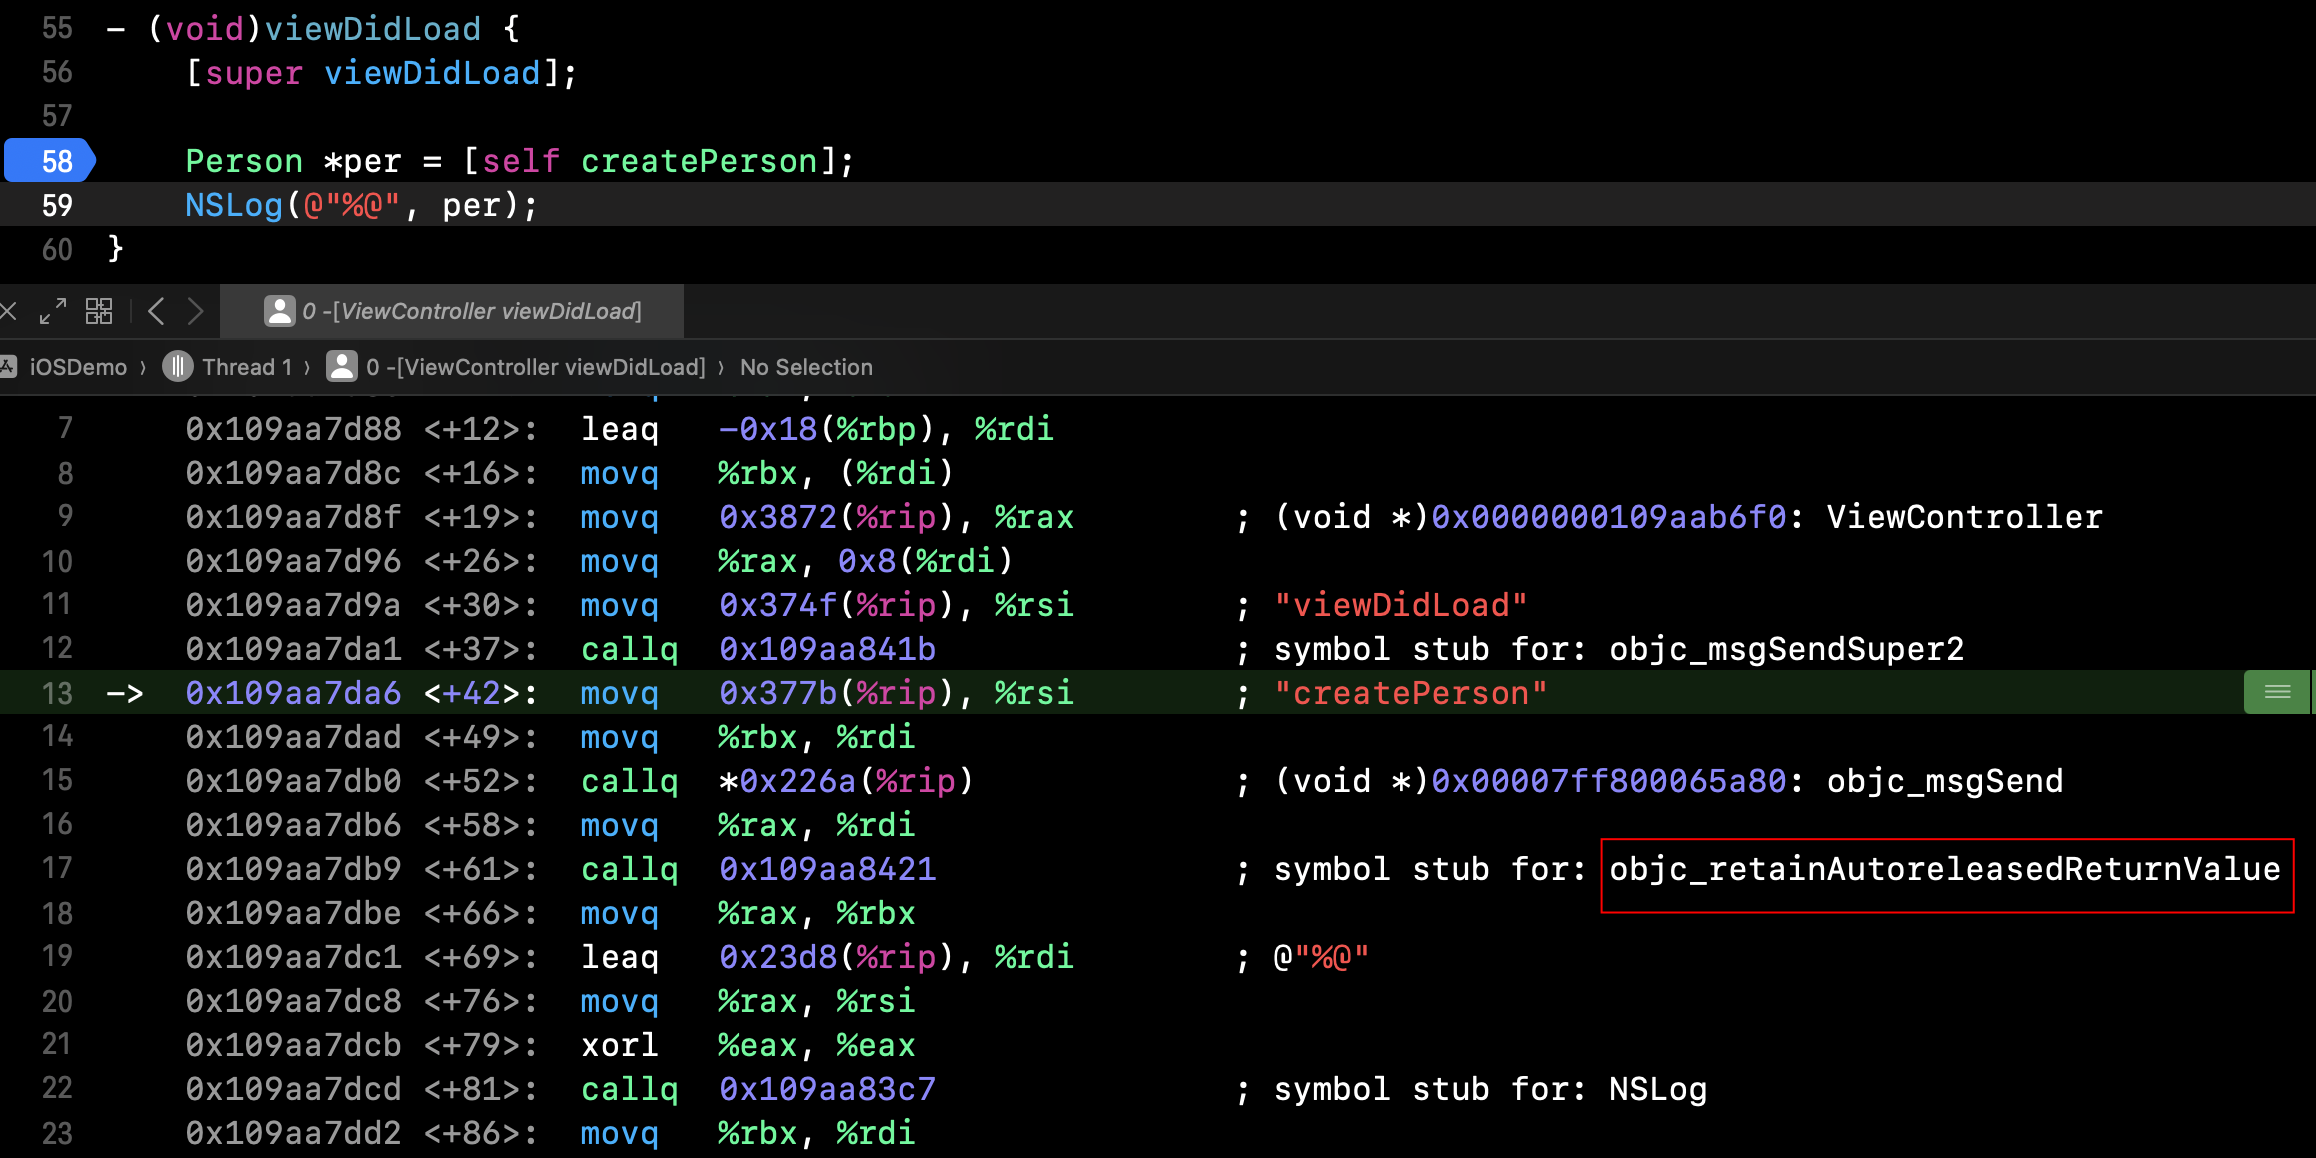 55 - (void)viewDidLoad {
56 [super viewDidLoad];
57
58 Person *per = [self createPerson];
59 NSLog(@"%@", per);
60 }
0 -[ViewController viewDidLoad]
iOSDemo 〉 Thread 1 〉 0 -[ViewController viewDidLoad] 〉 No Selection
7 0x109aa7d88 <+12>: leaq -0x18(%rbp), %rdi
8 0x109aa7d8c <+16>: movq %rbx, (%rdi)
9 0x109aa7d8f <+19>: movq 0x3872(%rip), %rax ; (void *)0x0000000109aab6f0: ViewController
10 0x109aa7d96 <+26>: movq %rax, 0x8(%rdi)
11 0x109aa7d9a <+30>: movq 0x374f(%rip), %rsi ; "viewDidLoad"
12 0x109aa7da1 <+37>: callq 0x109aa841b ; symbol stub for: objc_msgSendSuper2
13 -> 0x109aa7da6 <+42>: movq 0x377b(%rip), %rsi ; "createPerson"
14 0x109aa7dad <+49>: movq %rbx, %rdi
15 0x109aa7db0 <+52>: callq *0x226a(%rip) ; (void *)0x00007ff800065a80: objc_msgSend
16 0x109aa7db6 <+58>: movq %rax, %rdi
17 0x109aa7db9 <+61>: callq 0x109aa8421 ; symbol stub for: objc_retainAutoreleasedReturnValue
18 0x109aa7dbe <+66>: movq %rax, %rbx
19 0x109aa7dc1 <+69>: leaq 0x23d8(%rip), %rdi ; @"%@"
20 0x109aa7dc8 <+76>: movq %rax, %rsi
21 0x109aa7dcb <+79>: xorl %eax, %eax
22 0x109aa7dcd <+81>: callq 0x109aa83c7 ; symbol stub for: NSLog
23 0x109aa7dd2 <+86>: movq %rbx, %rdi